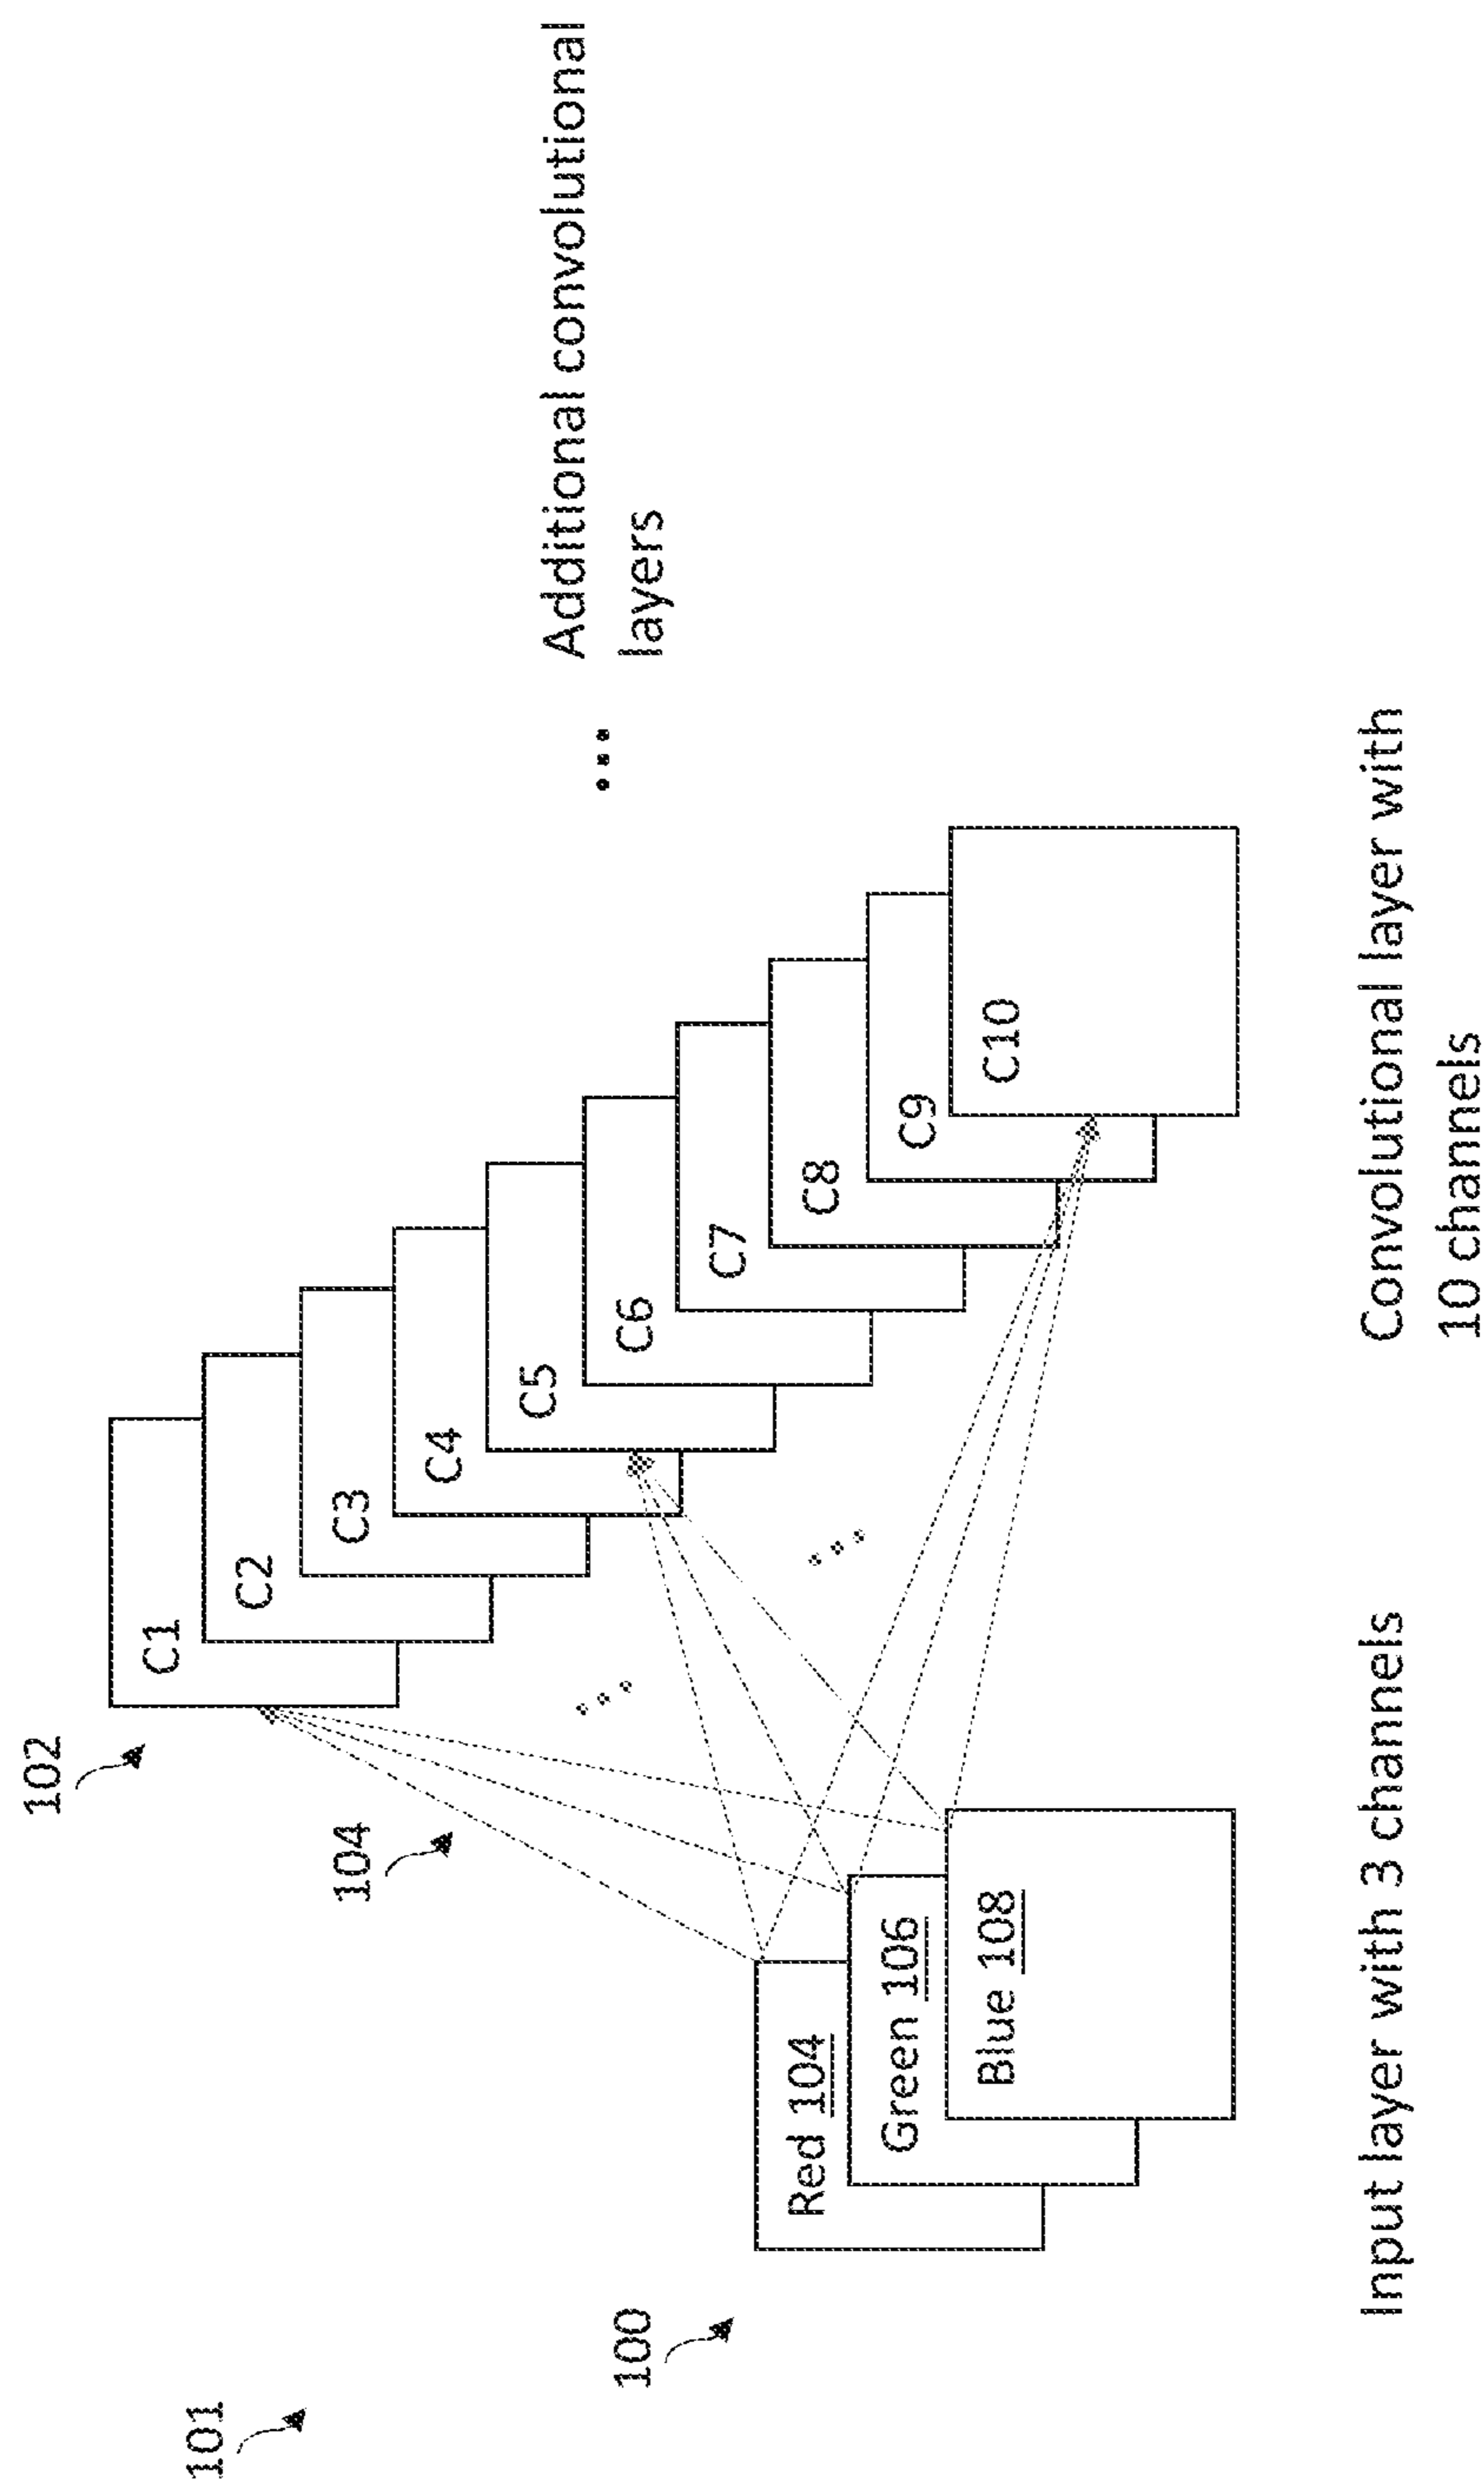 101
102
104
100
C1
C2
C3
C4
C5
C6
C7
C8
C9
C10
Red 104
Green 106
Blue 108
...
Additional convolutional
layers
Input layer with 3 channels
Convolutional layer with
10 channels